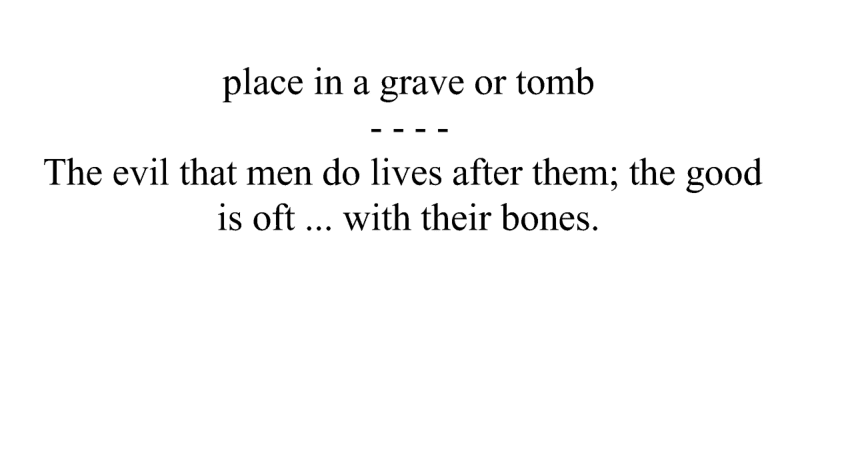 place in a grave or tomb
- - - -
The evil that men do lives after them; the good
is oft ... with their bones.